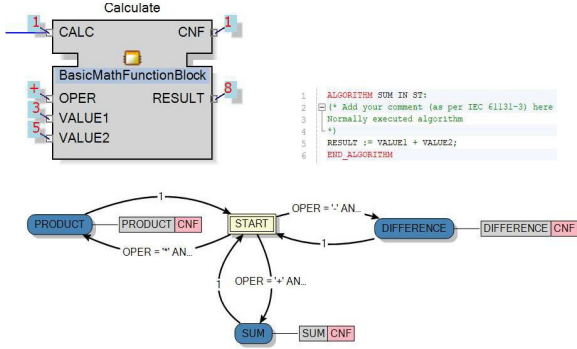 Calculate
1 CALC CNF 1
BasicMathFunctionBlock
+ OPER RESULT 8
3 VALUE1
5 VALUE2
1 ALGORITHM SUM IN ST:
2 (* Add your comment (as per IEC 61131-3) here
3 Normally executed algorithm
4 *)
5 RESULT := VALUE1 + VALUE2;
6 END_ALGORITHM
1
PRODUCT PRODUCT CNF START OPER = '-' AN... DIFFERENCE DIFFERENCE CNF
OPER = '*' AN... 1
1 OPER = '+' AN...
SUM SUM CNF